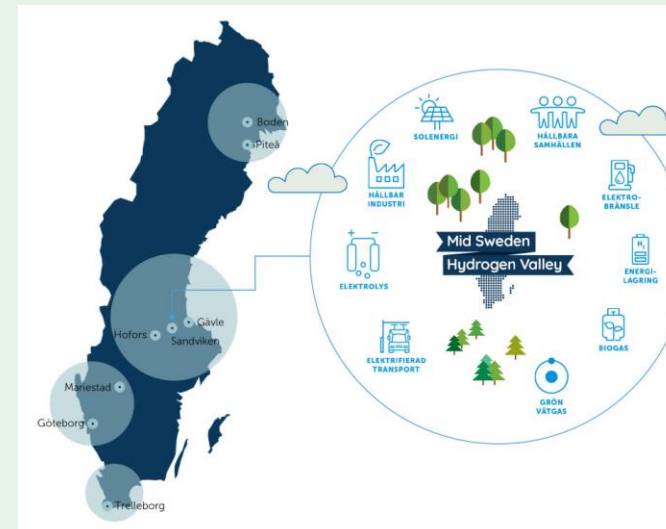 Boden
Piteå
Gävle
Hofors
Sandviken
Mariestad
Göteborg
Trelleborg
SOLENERGI
HÅLLBARA
SAMHÄLLEN
HÅLLBAR
INDUSTRI
ELEKTRO-
BRÄNSLE
Mid Sweden
Hydrogen Valley
+ −
ELEKTROLYS
H₂
ENERGI-
LAGRING
ELEKTRIFIERAD
TRANSPORT
BIOGAS
GRÖN
VÄTGAS